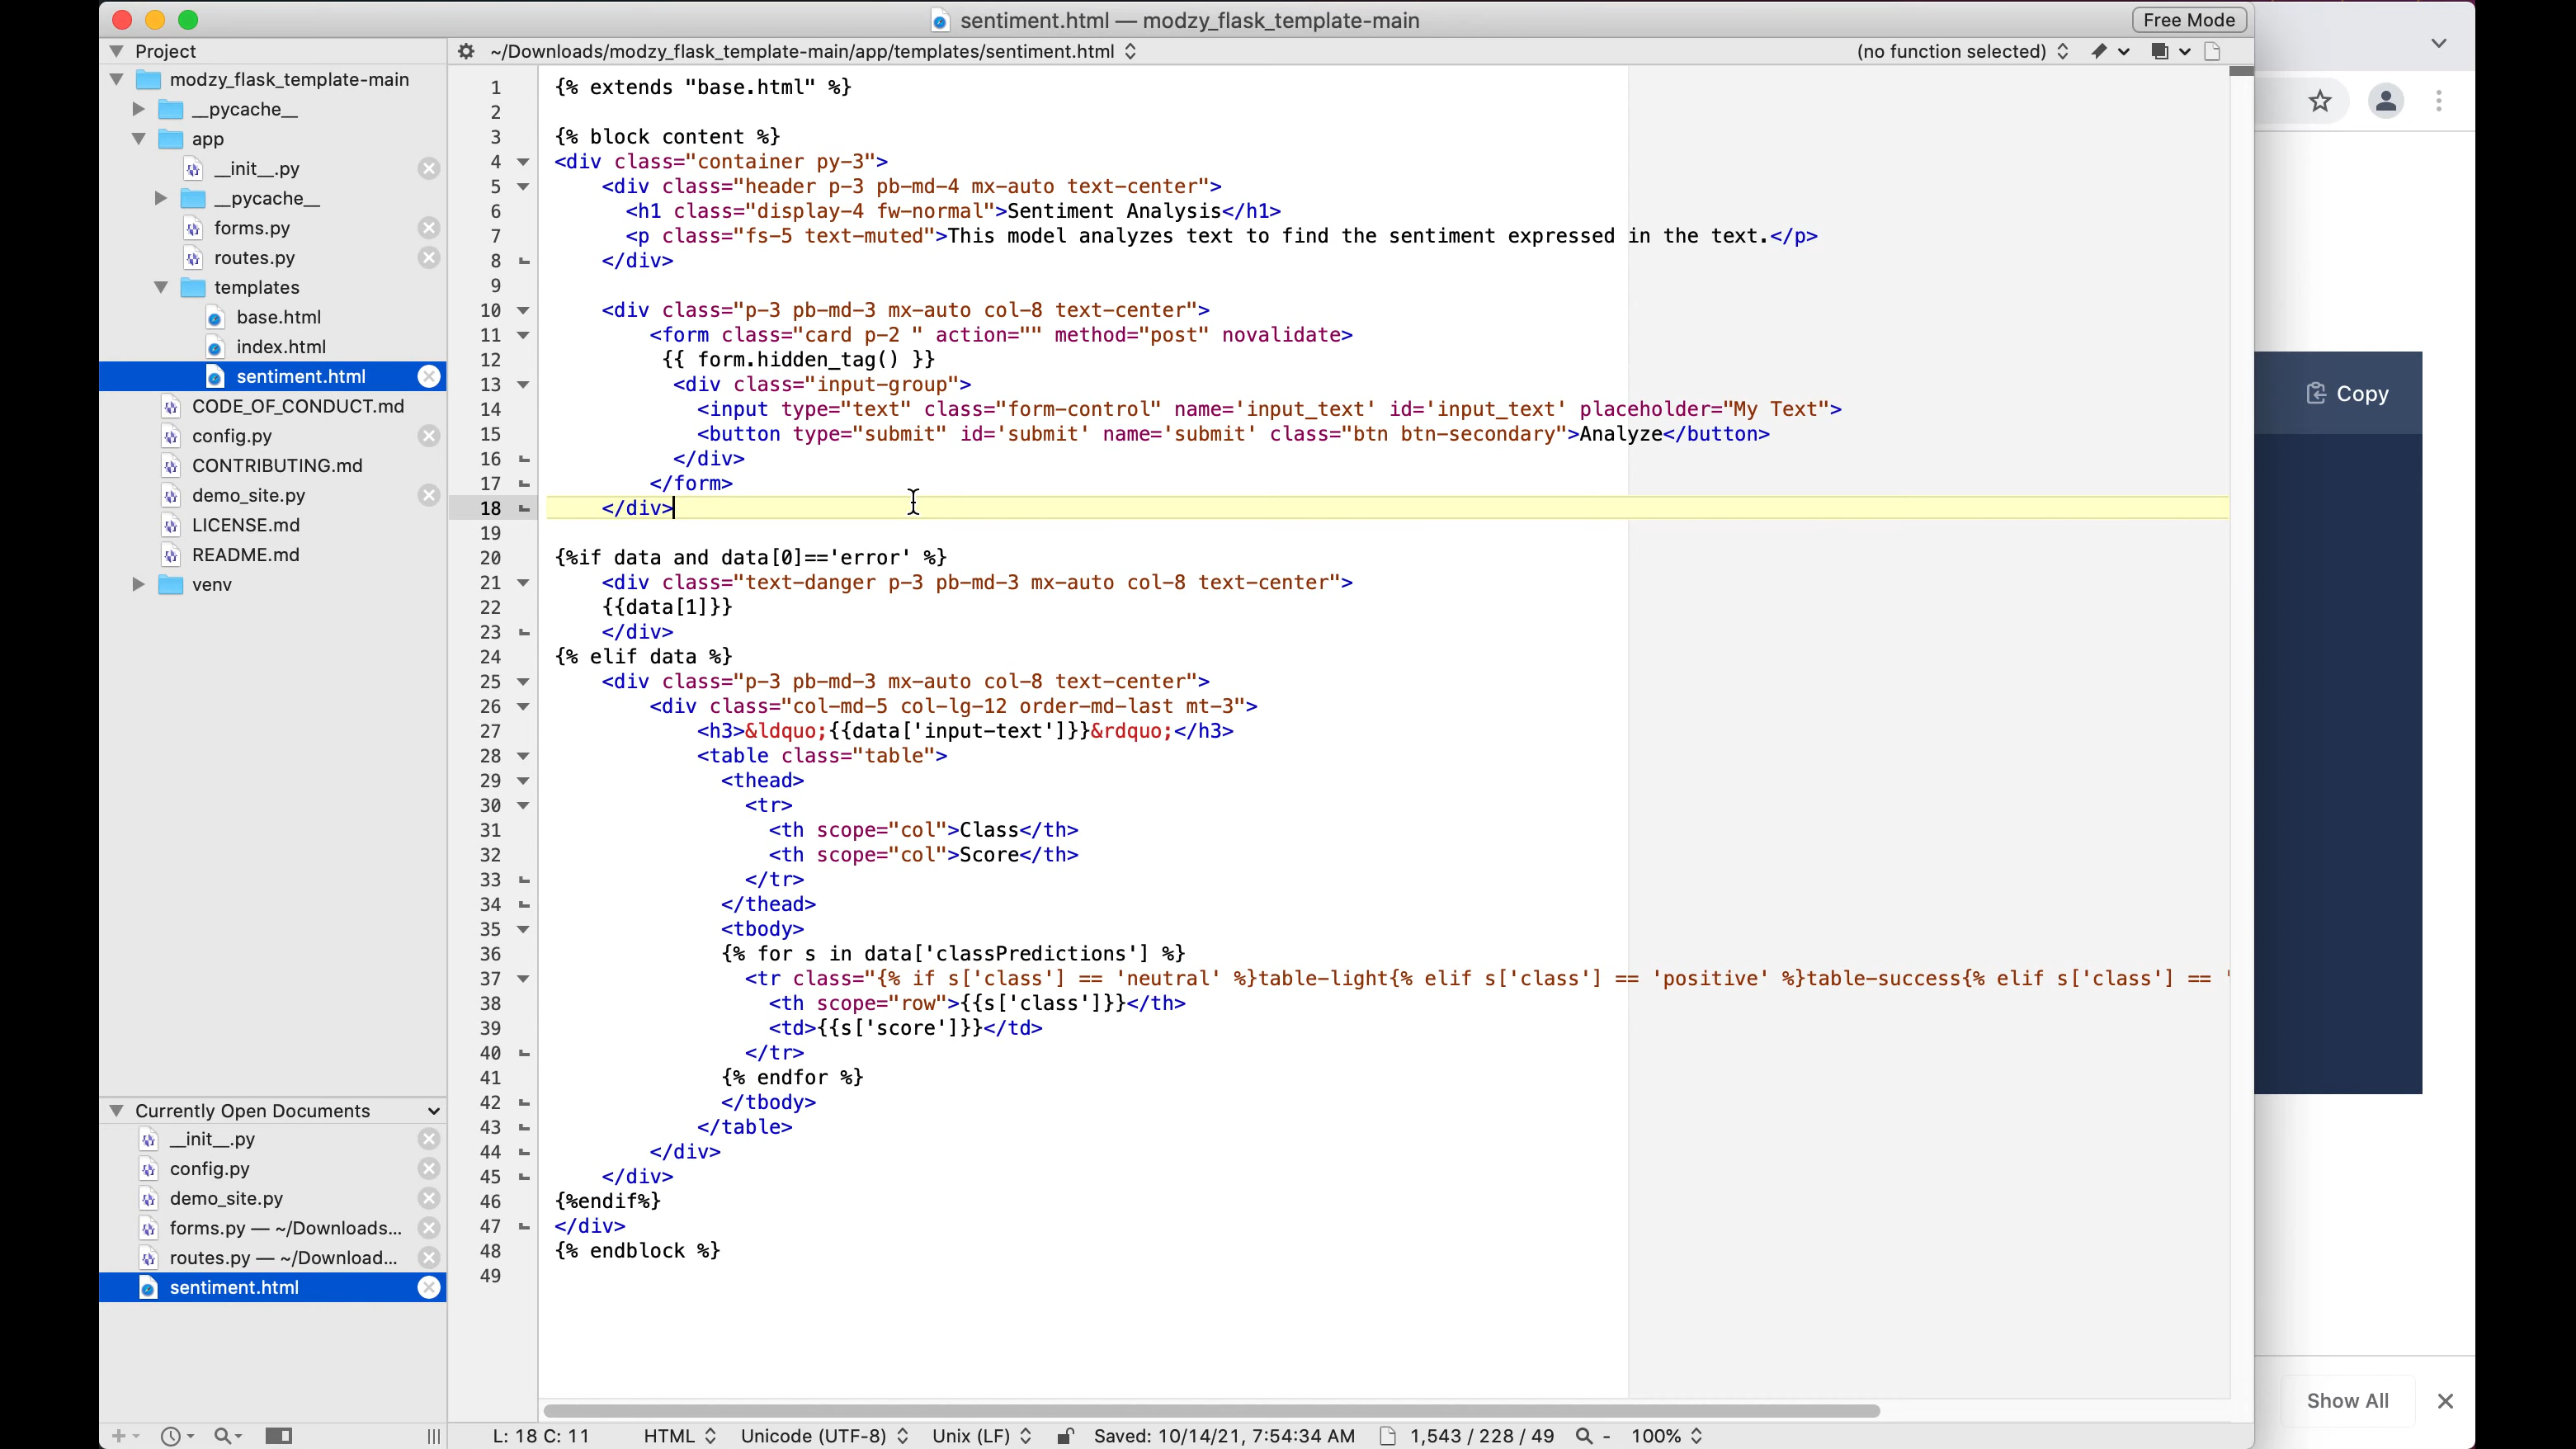 sentiment.html — modzy_flask_template-main
Free Mode
Project
~/Downloads/modzy_flask_template-main/app/templates/sentiment.html
(no function selected)
modzy_flask_template-main
__pycache__
app
__init__.py
__pycache__
forms.py
routes.py
templates
base.html
index.html
sentiment.html
CODE_OF_CONDUCT.md
config.py
CONTRIBUTING.md
demo_site.py
LICENSE.md
README.md
venv
Currently Open Documents
__init__.py
config.py
demo_site.py
forms.py — ~/Downloads...
routes.py — ~/Download...
sentiment.html
1 {% extends "base.html" %}
2
3 {% block content %}
4 <div class="container py-3">
5 <div class="header p-3 pb-md-4 mx-auto text-center">
6 <h1 class="display-4 fw-normal">Sentiment Analysis</h1>
7 <p class="fs-5 text-muted">This model analyzes text to find the sentiment expressed in the text.</p>
8 </div>
9
10 <div class="p-3 pb-md-3 mx-auto col-8 text-center">
11 <form class="card p-2 " action="" method="post" novalidate>
12 {{ form.hidden_tag() }}
13 <div class="input-group">
14 <input type="text" class="form-control" name='input_text' id='input_text' placeholder="My Text">
15 <button type="submit" id='submit' name='submit' class="btn btn-secondary">Analyze</button>
16 </div>
17 </form>
18 </div>
19
20 {%if data and data[0]=='error' %}
21 <div class="text-danger p-3 pb-md-3 mx-auto col-8 text-center">
22 {{data[1]}}
23 </div>
24 {% elif data %}
25 <div class="p-3 pb-md-3 mx-auto col-8 text-center">
26 <div class="col-md-5 col-lg-12 order-md-last mt-3">
27 <h3>&ldquo;{{data['input-text']}}&rdquo;</h3>
28 <table class="table">
29 <thead>
30 <tr>
31 <th scope="col">Class</th>
32 <th scope="col">Score</th>
33 </tr>
34 </thead>
35 <tbody>
36 {% for s in data['classPredictions'] %}
37 <tr class="{% if s['class'] == 'neutral' %}table-light{% elif s['class'] == 'positive' %}table-success{% elif s['class'] == '
38 <th scope="row">{{s['class']}}</th>
39 <td>{{s['score']}}</td>
40 </tr>
41 {% endfor %}
42 </tbody>
43 </table>
44 </div>
45 </div>
46 {%endif%}
47 </div>
48 {% endblock %}
49
Copy
Show All
L: 18 C: 11 HTML Unicode (UTF-8) Unix (LF) Saved: 10/14/21, 7:54:34 AM 1,543 / 228 / 49 - 100%